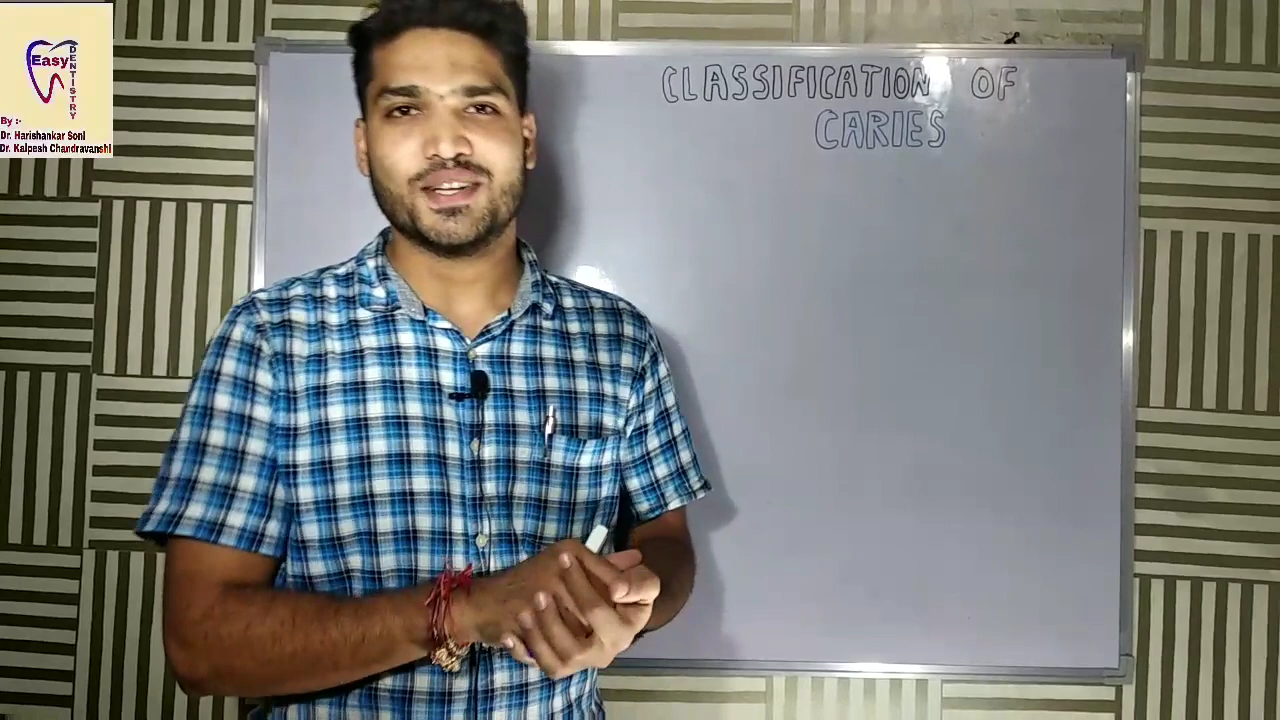 Easy
DENTISTRY
By :-
Dr. Harishankar Soni
Dr. Kalpesh Chandravanshi
CLASSIFICATION OF
CARIES